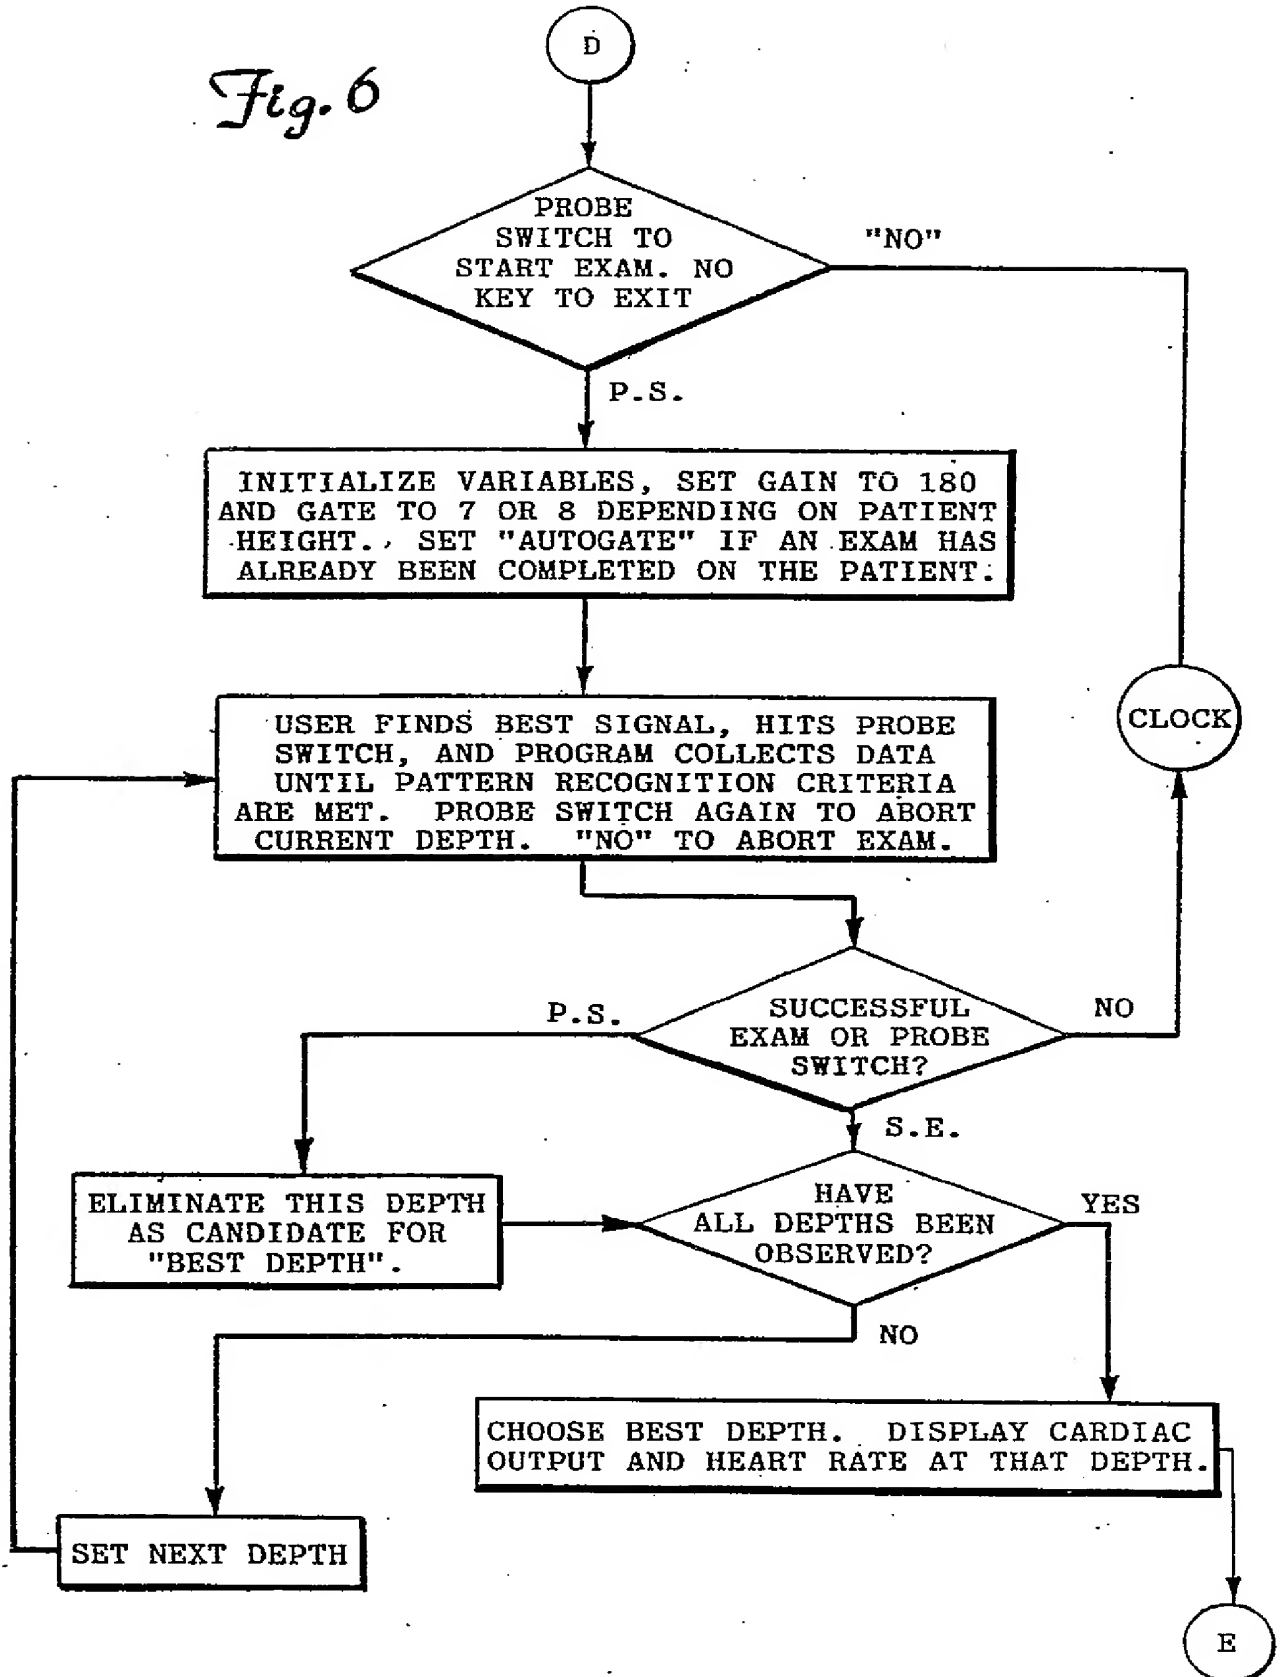 D
Fig. 6
PROBE
SWITCH TO
START EXAM. NO
KEY TO EXIT
"NO"
P.S.
INITIALIZE VARIABLES, SET GAIN TO 180
AND GATE TO 7 OR 8 DEPENDING ON PATIENT
HEIGHT. SET "AUTOGATE" IF AN EXAM HAS
ALREADY BEEN COMPLETED ON THE PATIENT.
USER FINDS BEST SIGNAL, HITS PROBE
SWITCH, AND PROGRAM COLLECTS DATA
UNTIL PATTERN RECOGNITION CRITERIA
ARE MET. PROBE SWITCH AGAIN TO ABORT
CURRENT DEPTH. "NO" TO ABORT EXAM.
CLOCK
SUCCESSFUL
EXAM OR PROBE
SWITCH?
P.S.
NO
S.E.
ELIMINATE THIS DEPTH
AS CANDIDATE FOR
"BEST DEPTH".
HAVE
ALL DEPTHS BEEN
OBSERVED?
YES
NO
CHOOSE BEST DEPTH. DISPLAY CARDIAC
OUTPUT AND HEART RATE AT THAT DEPTH.
SET NEXT DEPTH
E